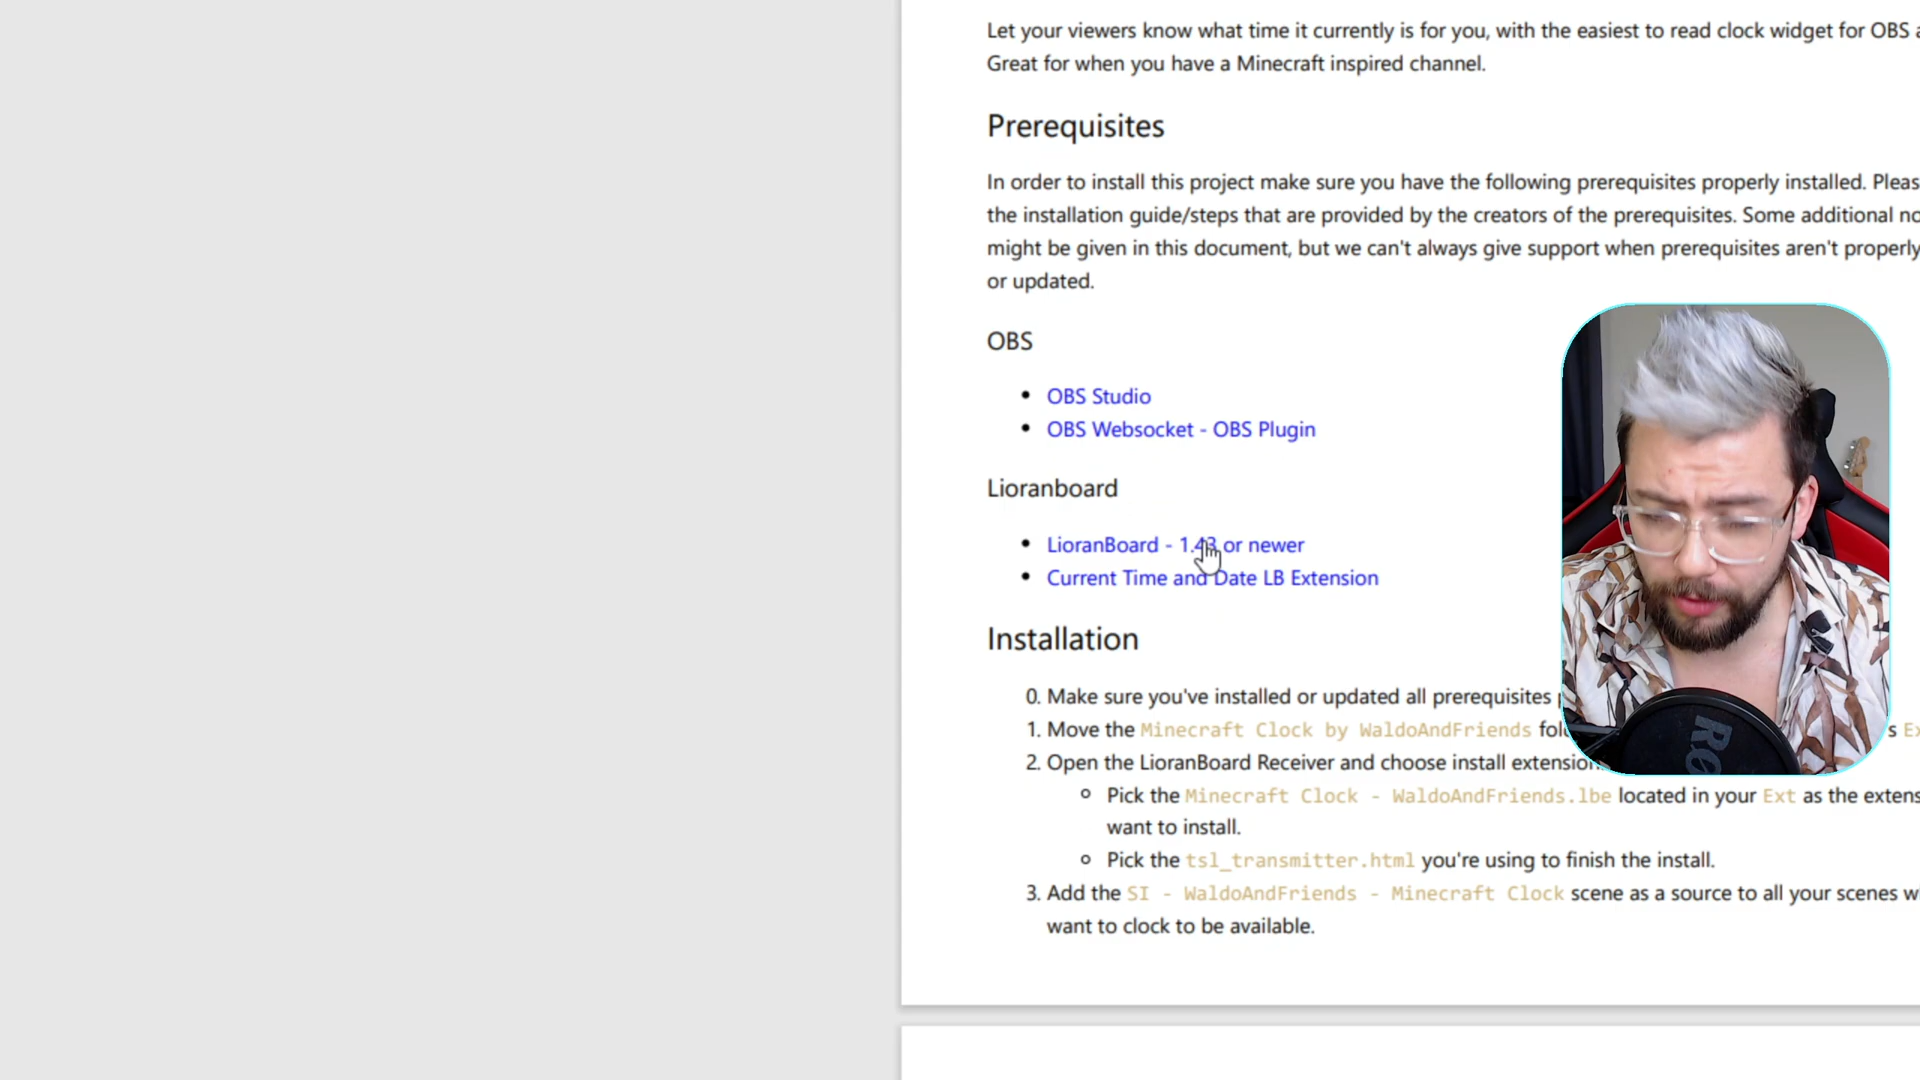 Let your viewers know what time it currently is for you, with the easiest to read clock widget for OBS
Great for when you have a Minecraft inspired channel.
Prerequisites
In order to install this project make sure you have the following prerequisites properly installed.
the installation guide/steps that are provided by the creators of the prerequisites. Some additional
might be given in this document, but we can't always give support when prerequisites aren't properly
or updated.
OBS
• OBS Studio
• OBS Websocket - OBS Plugin
Lioranboard
• LioranBoard - 1.43 or newer
• Current Time and Date LB Extension
Installation
0. Make sure you've installed or updated all prerequisites
1. Move the Minecraft Clock by WaldoAndFriends
2. Open the LioranBoard Receiver and choose install extension
○ Pick the Minecraft Clock - WaldoAndFriends.lbe located in your Ext as the
want to install.
○ Pick the tsl_transmitter.html you're using to finish the install.
3. Add the SI - WaldoAndFriends - Minecraft Clock scene as a source to all your scenes
want to clock to be available.